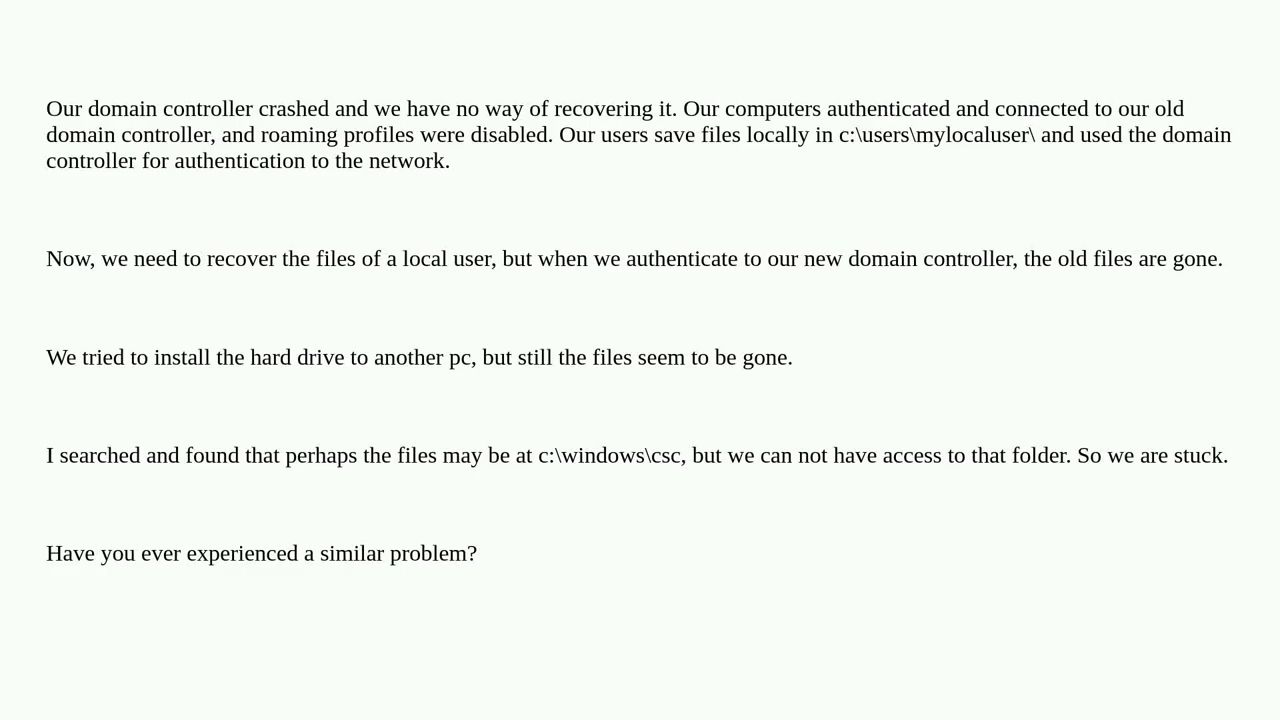 Our domain controller crashed and we have no way of recovering it. Our computers authenticated and connected to our old
domain controller, and roaming profiles were disabled. Our users save files locally in c:\users\mylocaluser\ and used the domain
controller for authentication to the network.
Now, we need to recover the files of a local user, but when we authenticate to our new domain controller, the old files are gone.
We tried to install the hard drive to another pc, but still the files seem to be gone.
I searched and found that perhaps the files may be at c:\windows\csc, but we can not have access to that folder. So we are stuck.
Have you ever experienced a similar problem?